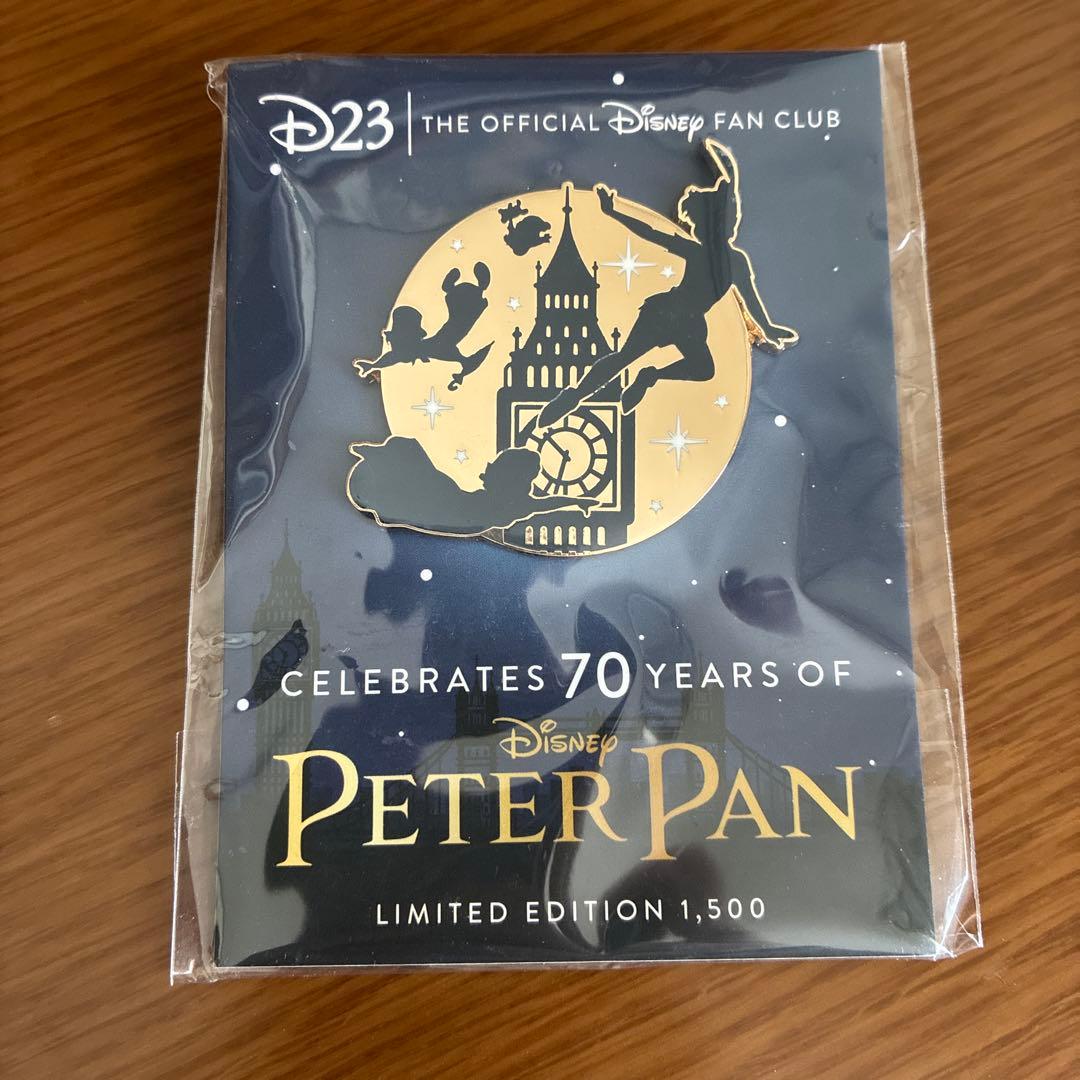 D23 | THE OFFICIAL Disney FAN CLUB
CELEBRATES 70 YEARS OF
Disney
PETER PAN
LIMITED EDITION 1,500